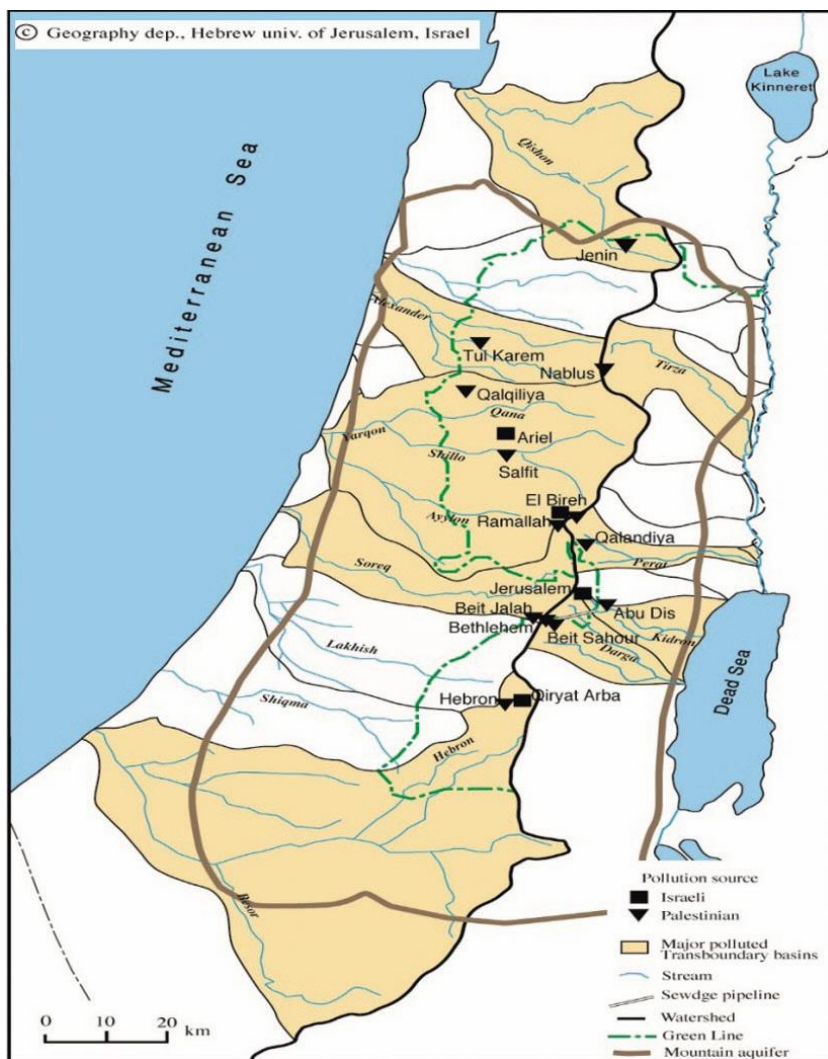 © Geography dep., Hebrew univ. of Jerusalem, Israel
Lake
Kinneret
Qishon
Mediterranean Sea
Jenin
Alexander
Tul Karem
Nablus
Tirza
Qalqiliya
Qana
Ariel
Yarqon
Shillo
Salfit
El Bireh
Ayylon
Ramallah
Qalandiya
Soreq
Perat
Jerusalem
Beit Jalah
Abu Dis
Bethlehem
Kidron
Beit Sahour
Lakhish
Darga
Dead Sea
Shiqma
Hebron
Qiryat Arba
Hebron
Besor
Pollution source
Israeli
Palestinian
Major polluted
Transboundary basins
Stream
Sewdge pipeline
Watershed
Green Line
Mountain aquifer
0 10 20
km